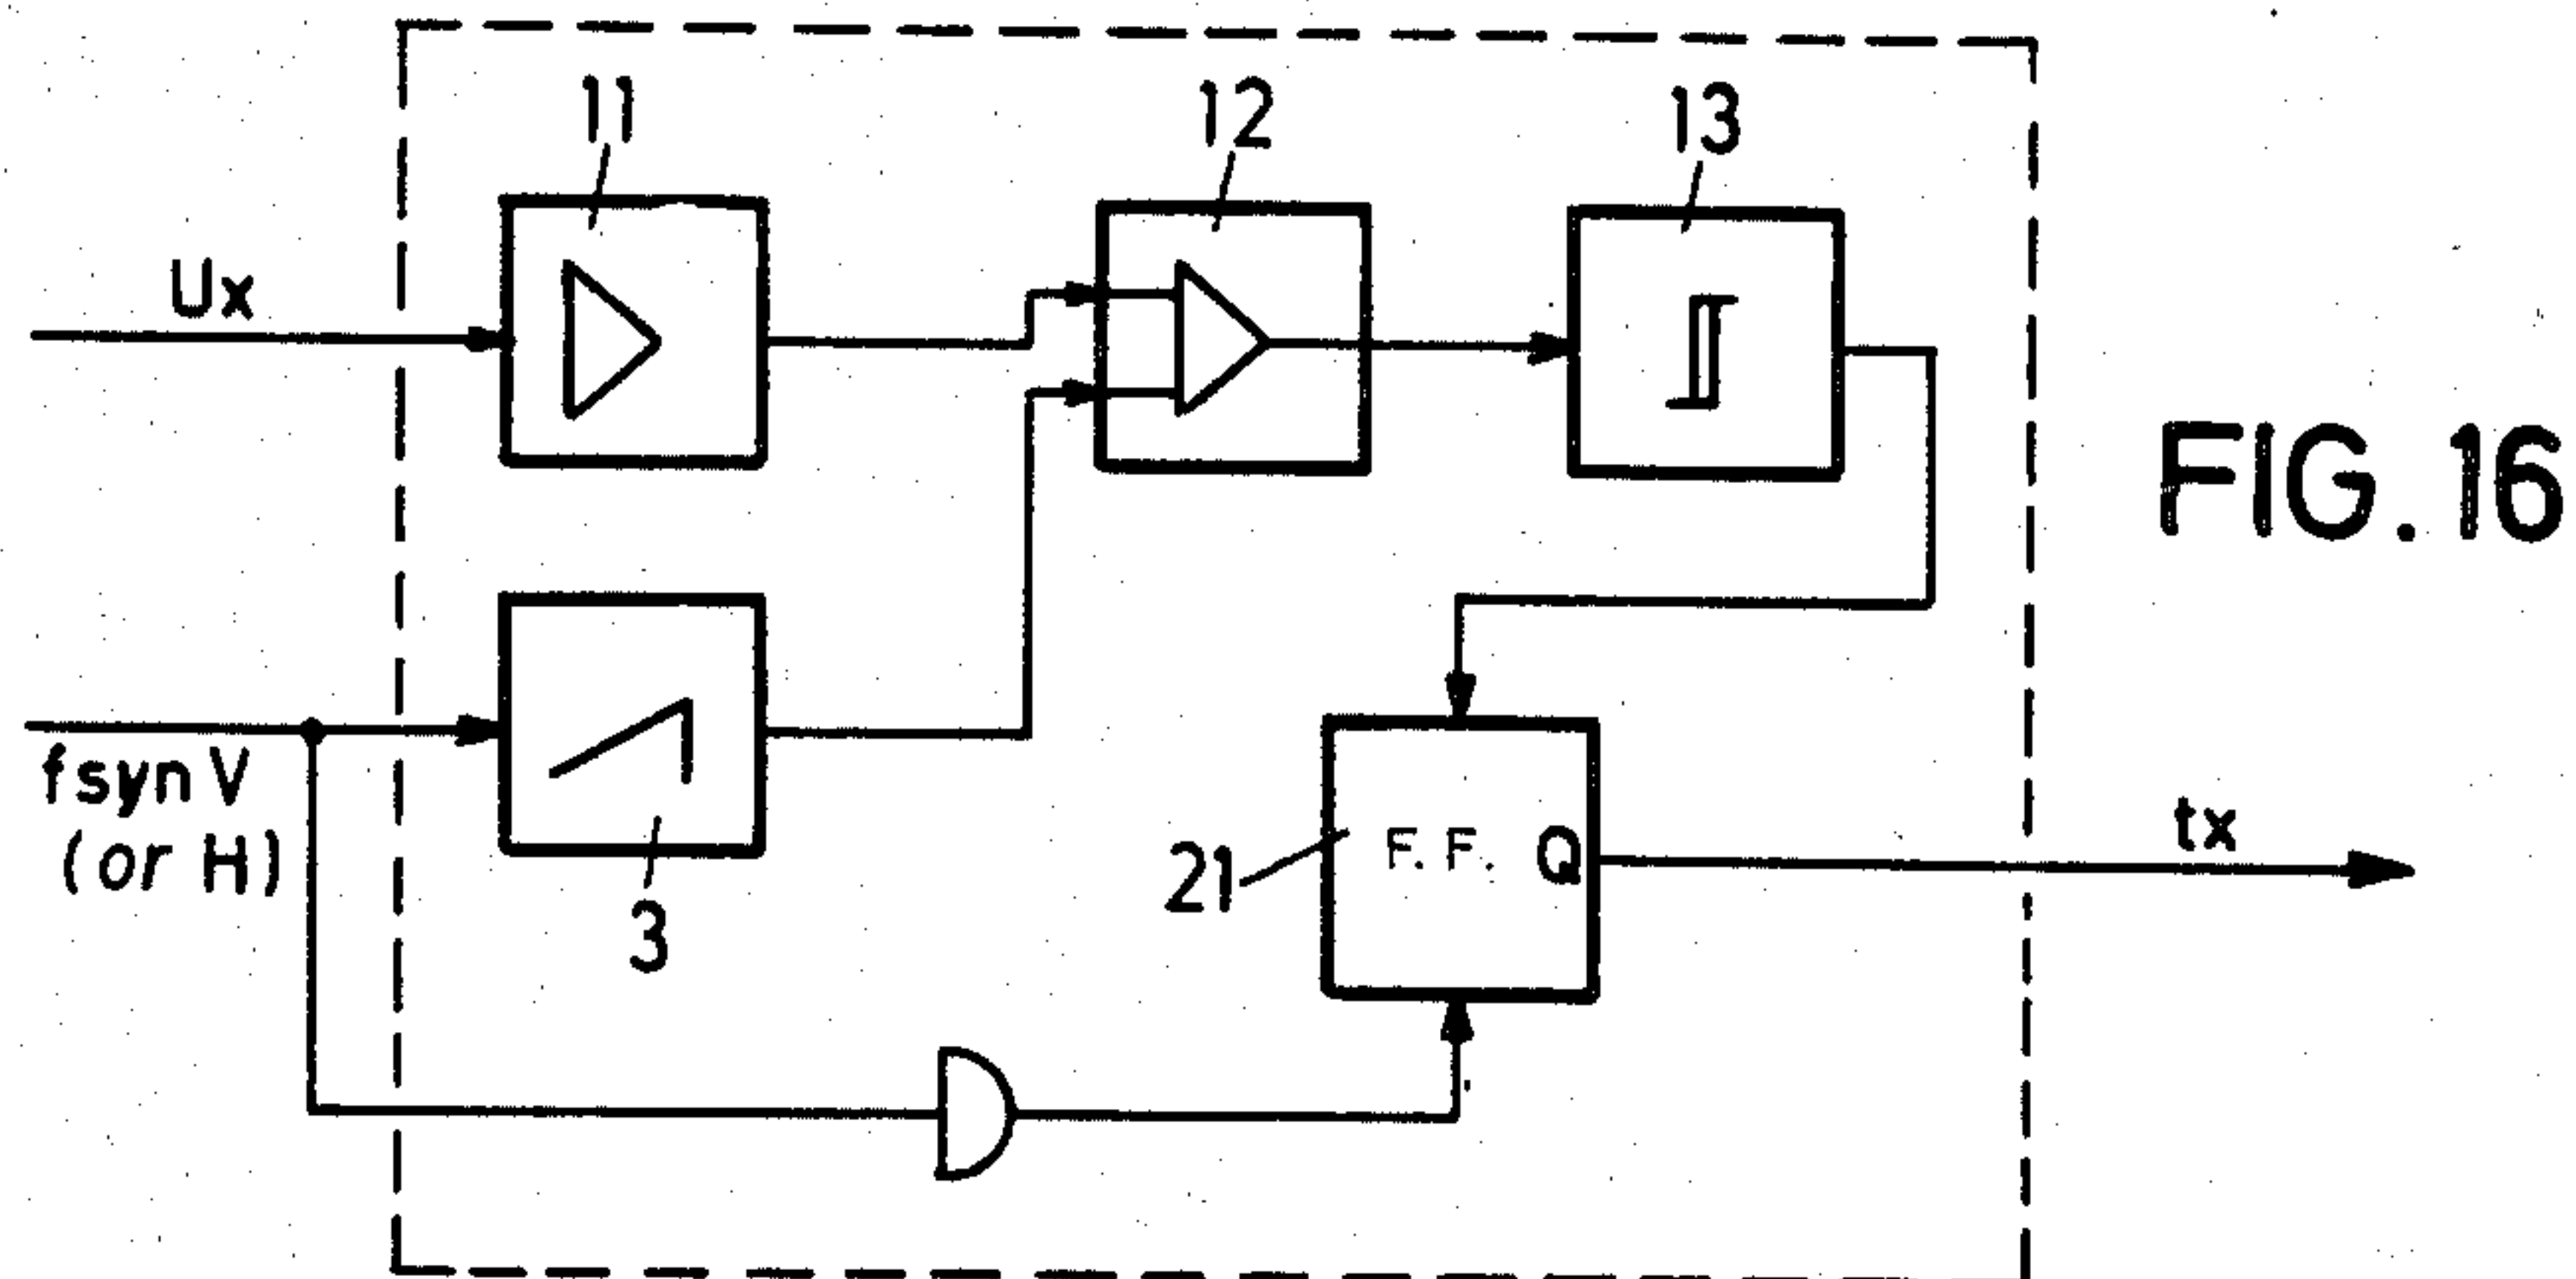 11
12
13
Ux
FIG. 16
fsyn V
(or H)
3
21
F. F. Q
tx